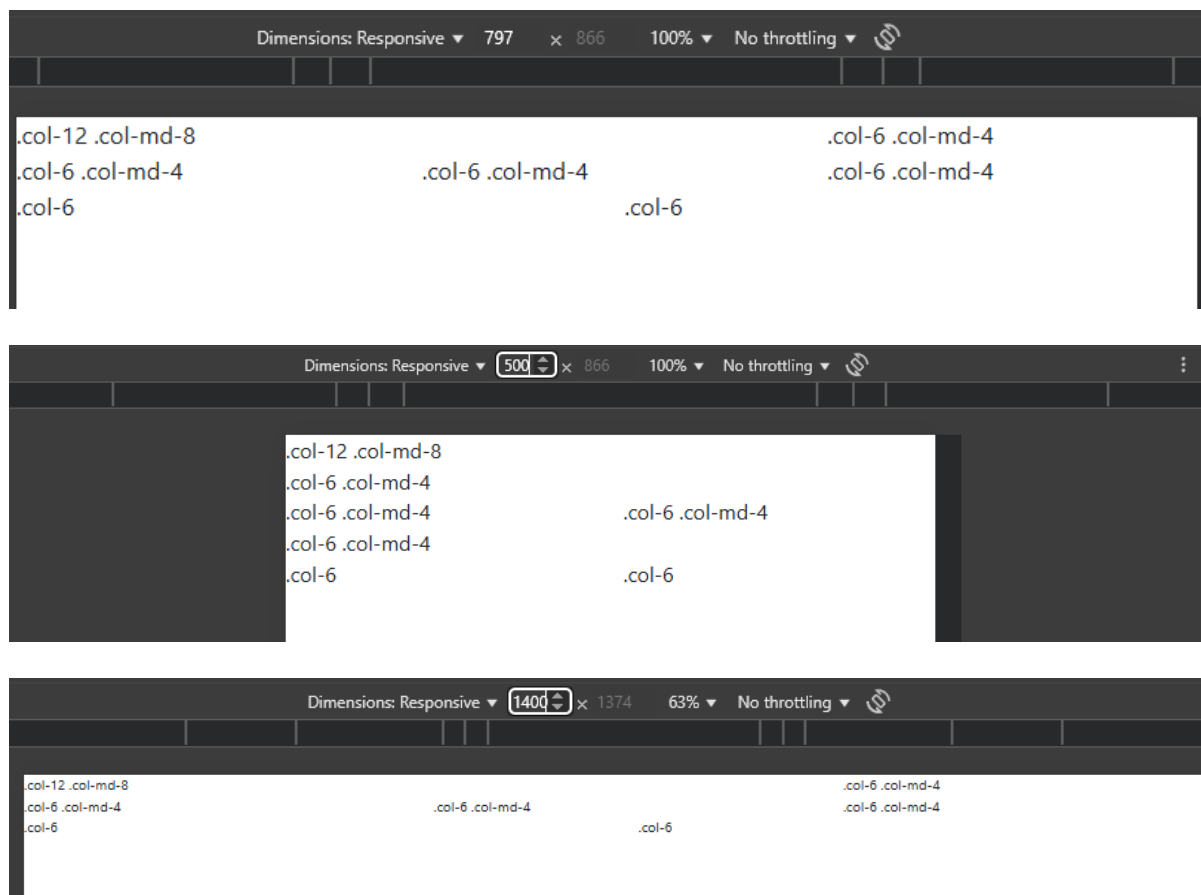 Dimensions: Responsive ▼ 797 × 866 100% ▼ No throttling ▼
.col-12 .col-md-8 .col-6 .col-md-4
.col-6 .col-md-4 .col-6 .col-md-4 .col-6 .col-md-4
.col-6 .col-6
Dimensions: Responsive ▼ 500 × 866 100% ▼ No throttling ▼
.col-12 .col-md-8
.col-6 .col-md-4
.col-6 .col-md-4 .col-6 .col-md-4
.col-6 .col-md-4
.col-6 .col-6
Dimensions: Responsive ▼ 1400 × 1374 63% ▼ No throttling ▼
.col-12 .col-md-8 .col-6 .col-md-4
.col-6 .col-md-4 .col-6 .col-md-4 .col-6 .col-md-4
.col-6 .col-6